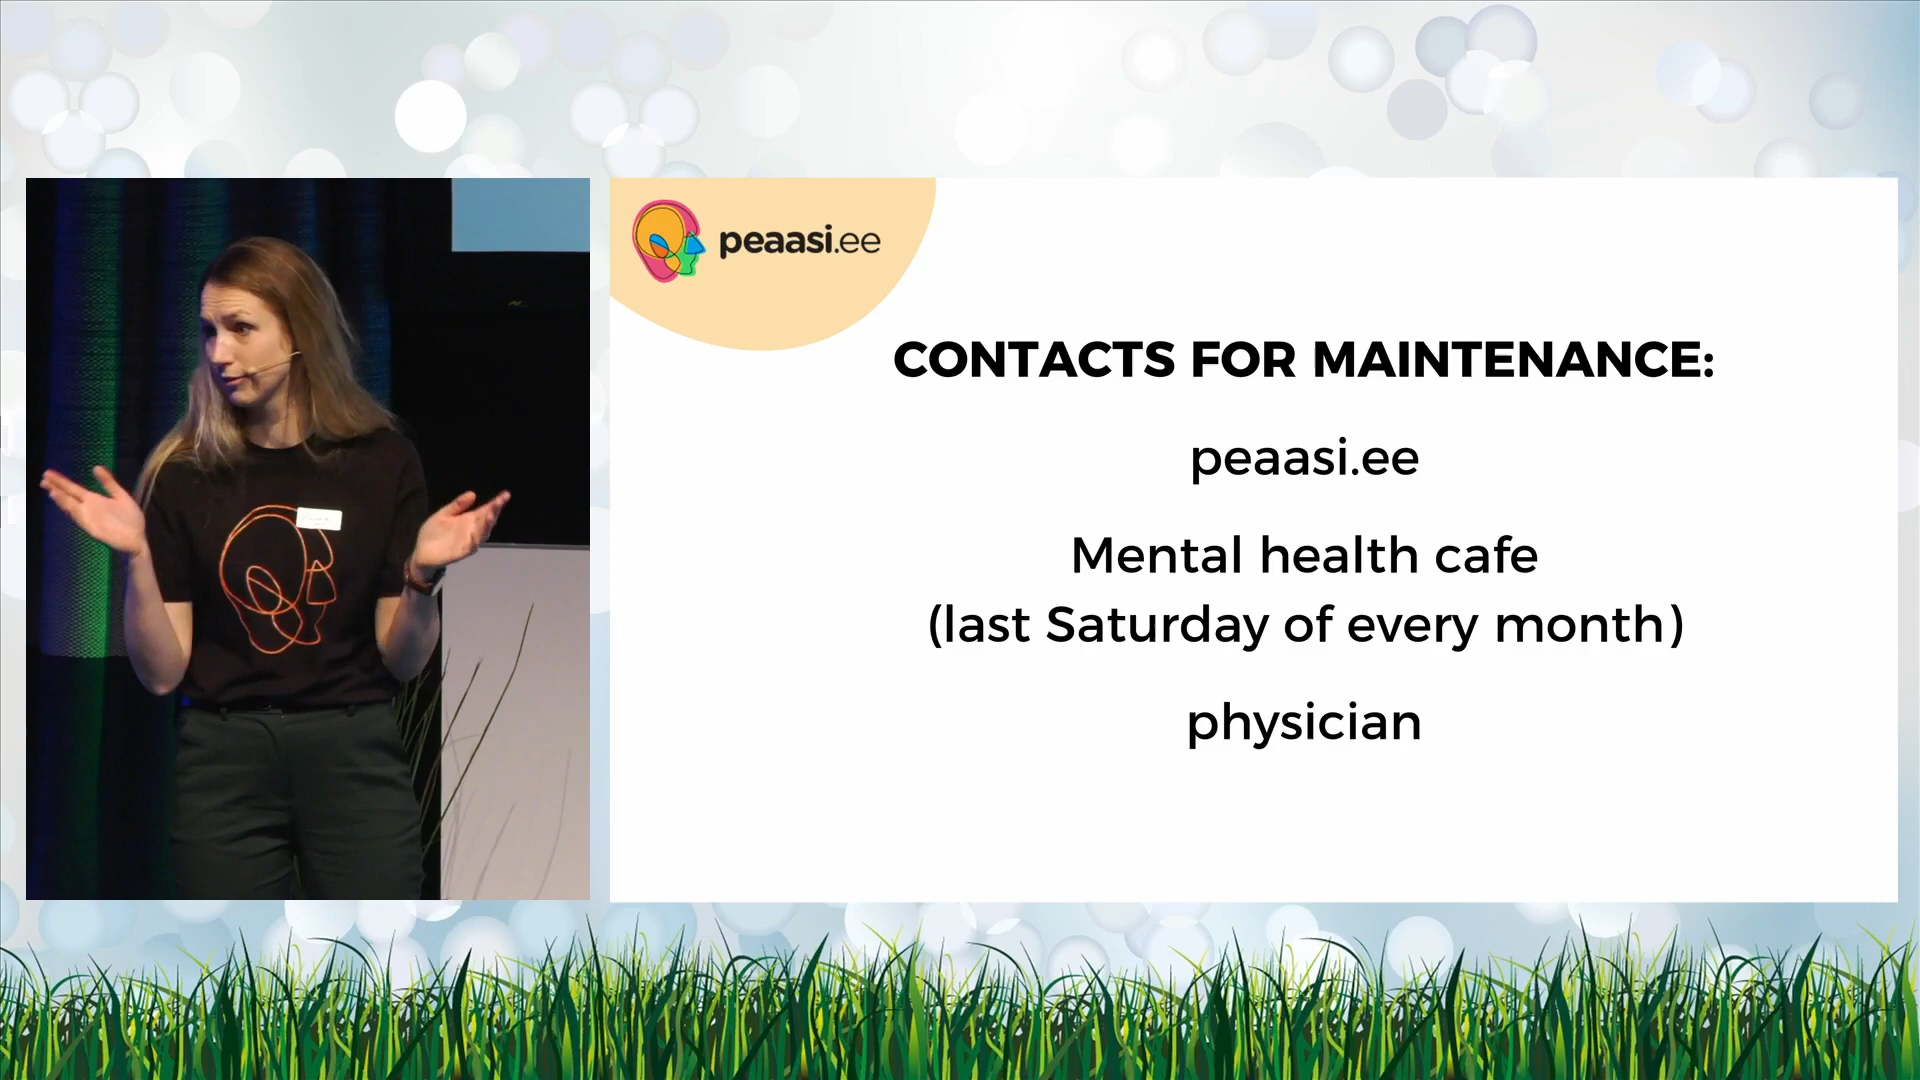 peaasi.ee
CONTACTS FOR MAINTENANCE:
peaasi.ee
Mental health cafe
(last Saturday of every month)
physician